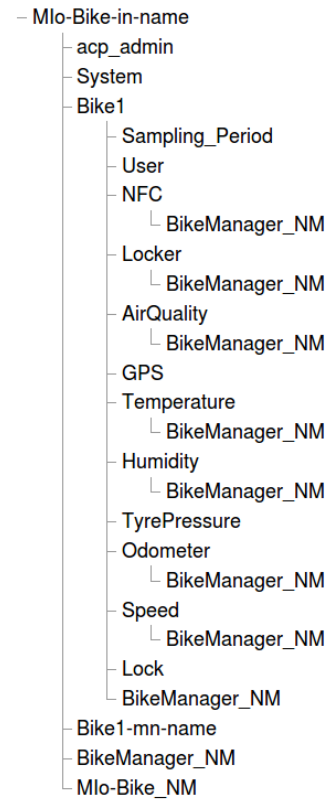 MIo-Bike-in-name
acp_admin
System
Bike1
Sampling_Period
User
NFC
BikeManager_NM
Locker
BikeManager_NM
AirQuality
BikeManager_NM
GPS
Temperature
BikeManager_NM
Humidity
BikeManager_NM
TyrePressure
Odometer
BikeManager_NM
Speed
BikeManager_NM
Lock
BikeManager_NM
Bike1-mn-name
BikeManager_NM
MIo-Bike_NM